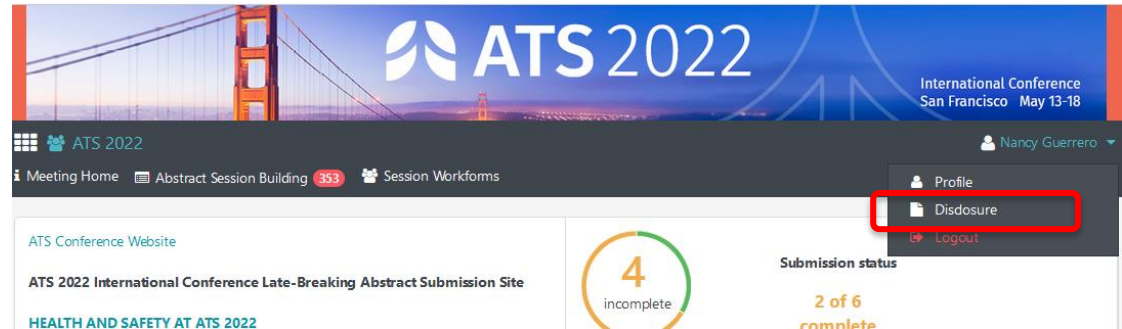 ATS 2022
International Conference
San Francisco May 13-18
ATS 2022
Nancy Guerrero
Meeting Home Abstract Session Building 353 Session Workforms
Profile
Disclosure
Logout
ATS Conference Website
ATS 2022 International Conference Late-Breaking Abstract Submission Site
HEALTH AND SAFETY AT ATS 2022
4
incomplete
Submission status
2 of 6
complete